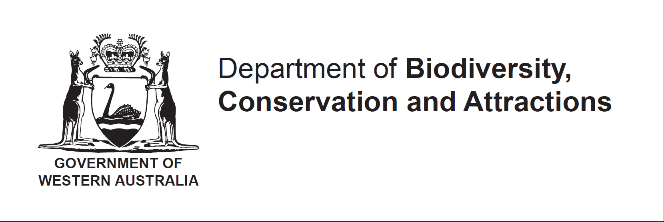 Department of Biodiversity,
Conservation and Attractions
GOVERNMENT OF
WESTERN AUSTRALIA